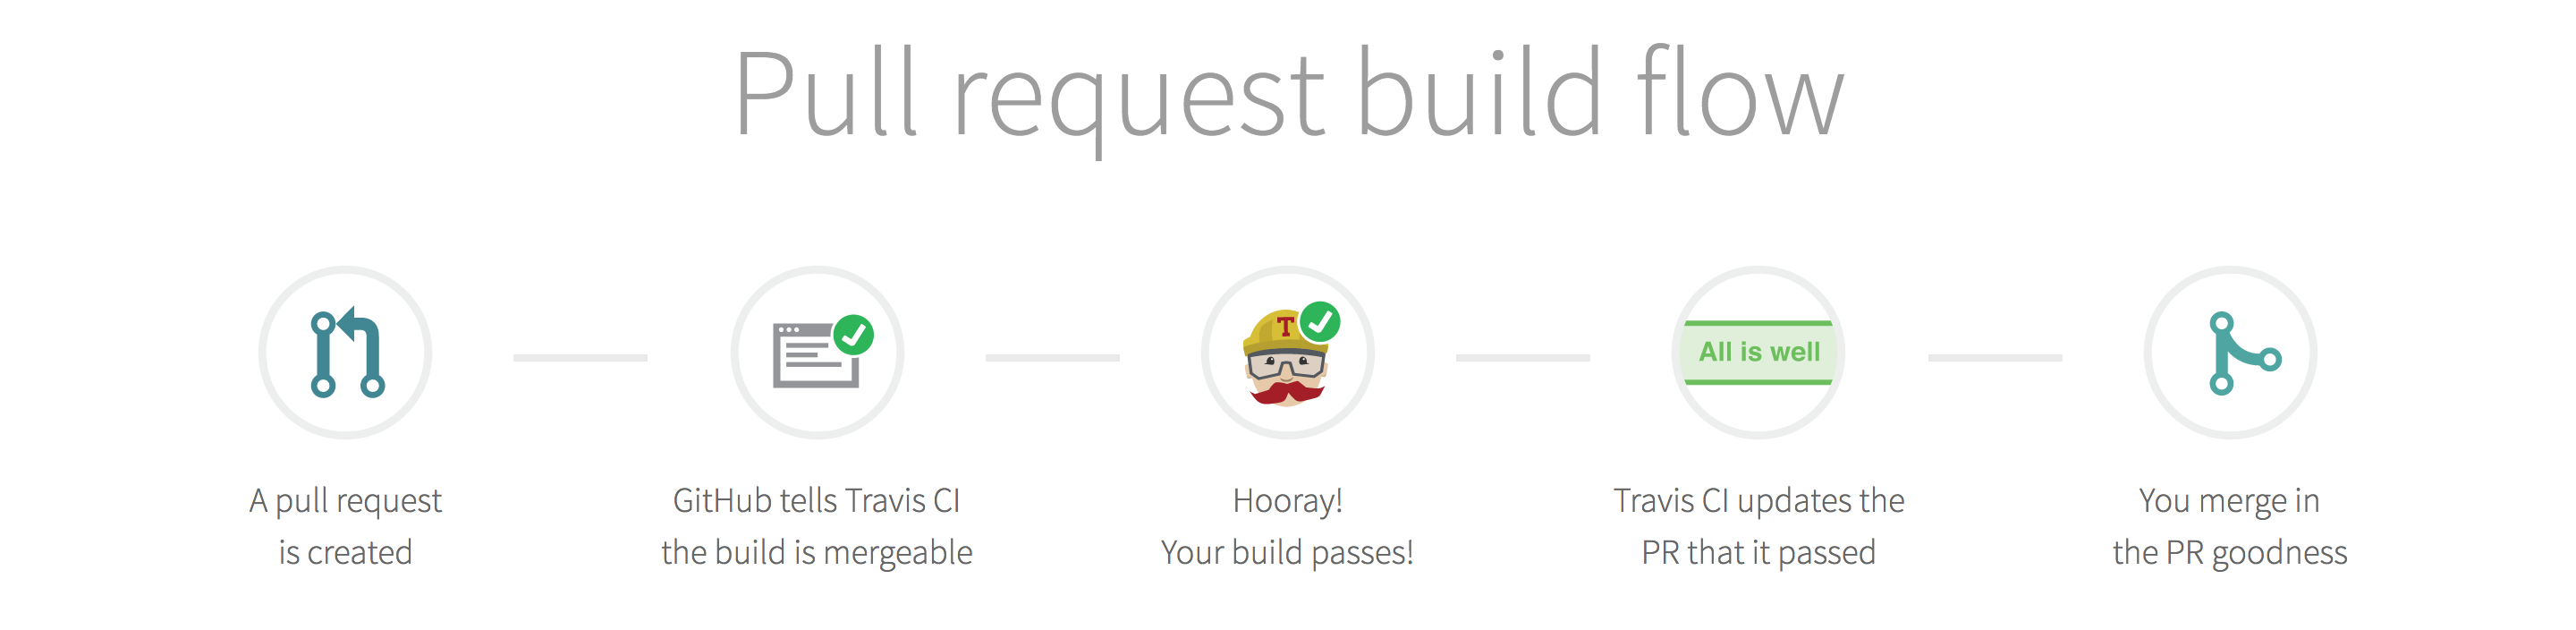 Pull request build flow
T
All is well
A pull request
is created
GitHub tells Travis CI
the build is mergeable
Hooray!
Your build passes!
Travis CI updates the
PR that it passed
You merge in
the PR goodness